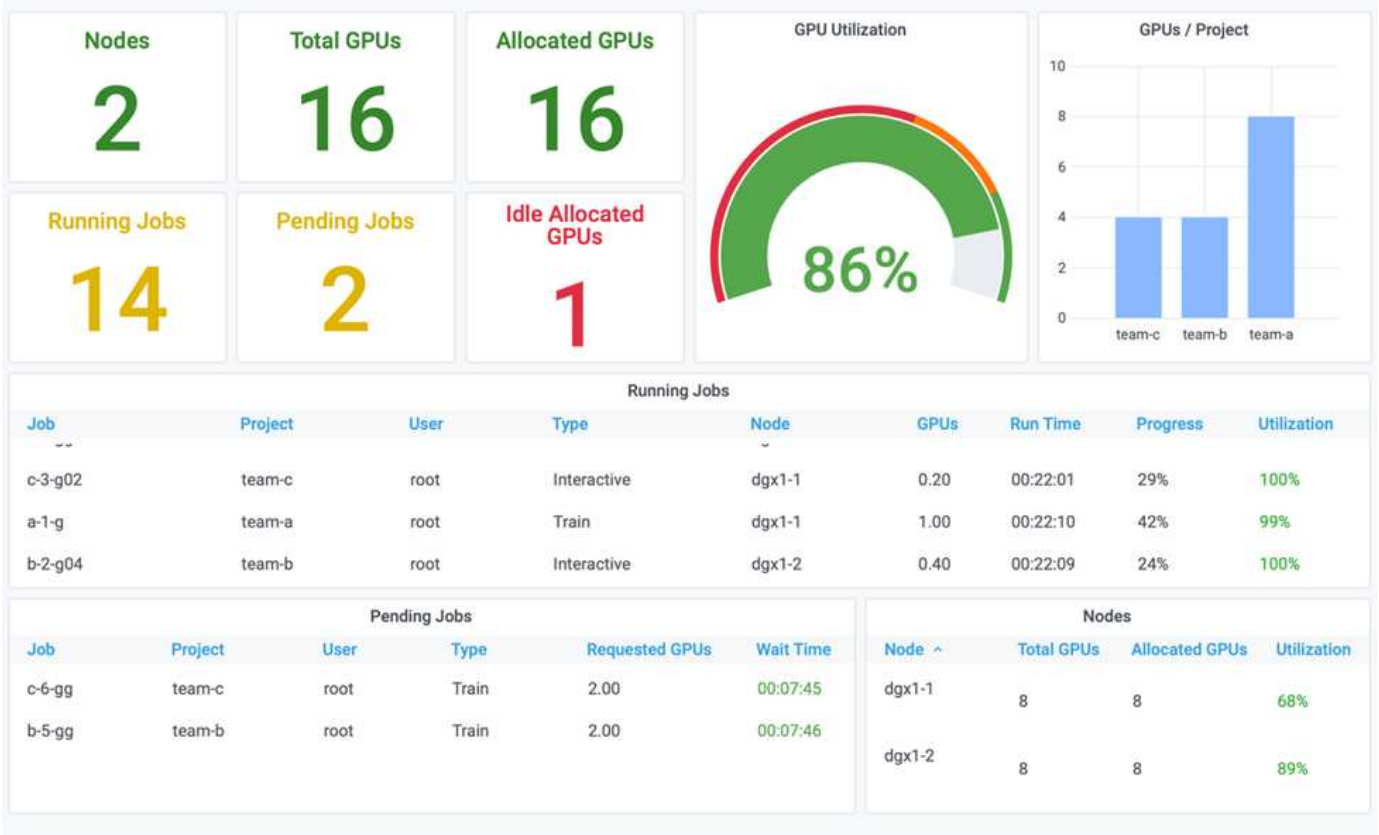 Nodes
2
Total GPUs
16
Allocated GPUs
16
Running Jobs
14
Pending Jobs
2
Idle Allocated
GPUs
1
GPU Utilization
86%
GPUs / Project
10
8
6
4
2
0
team-c team-b team-a
Running Jobs
Job Project User Type Node GPUs Run Time Progress Utilization
c-3-g02 team-c root Interactive dgx1-1 0.20 00:22:01 29% 100%
a-1-g team-a root Train dgx1-1 1.00 00:22:10 42% 99%
b-2-g04 team-b root Interactive dgx1-2 0.40 00:22:09 24% 100%
Pending Jobs
Job Project User Type Requested GPUs Wait Time
c-6-gg team-c root Train 2.00 00:07:45
b-5-gg team-b root Train 2.00 00:07:46
Nodes
Node Total GPUs Allocated GPUs Utilization
dgx1-1 8 8 68%
dgx1-2 8 8 89%